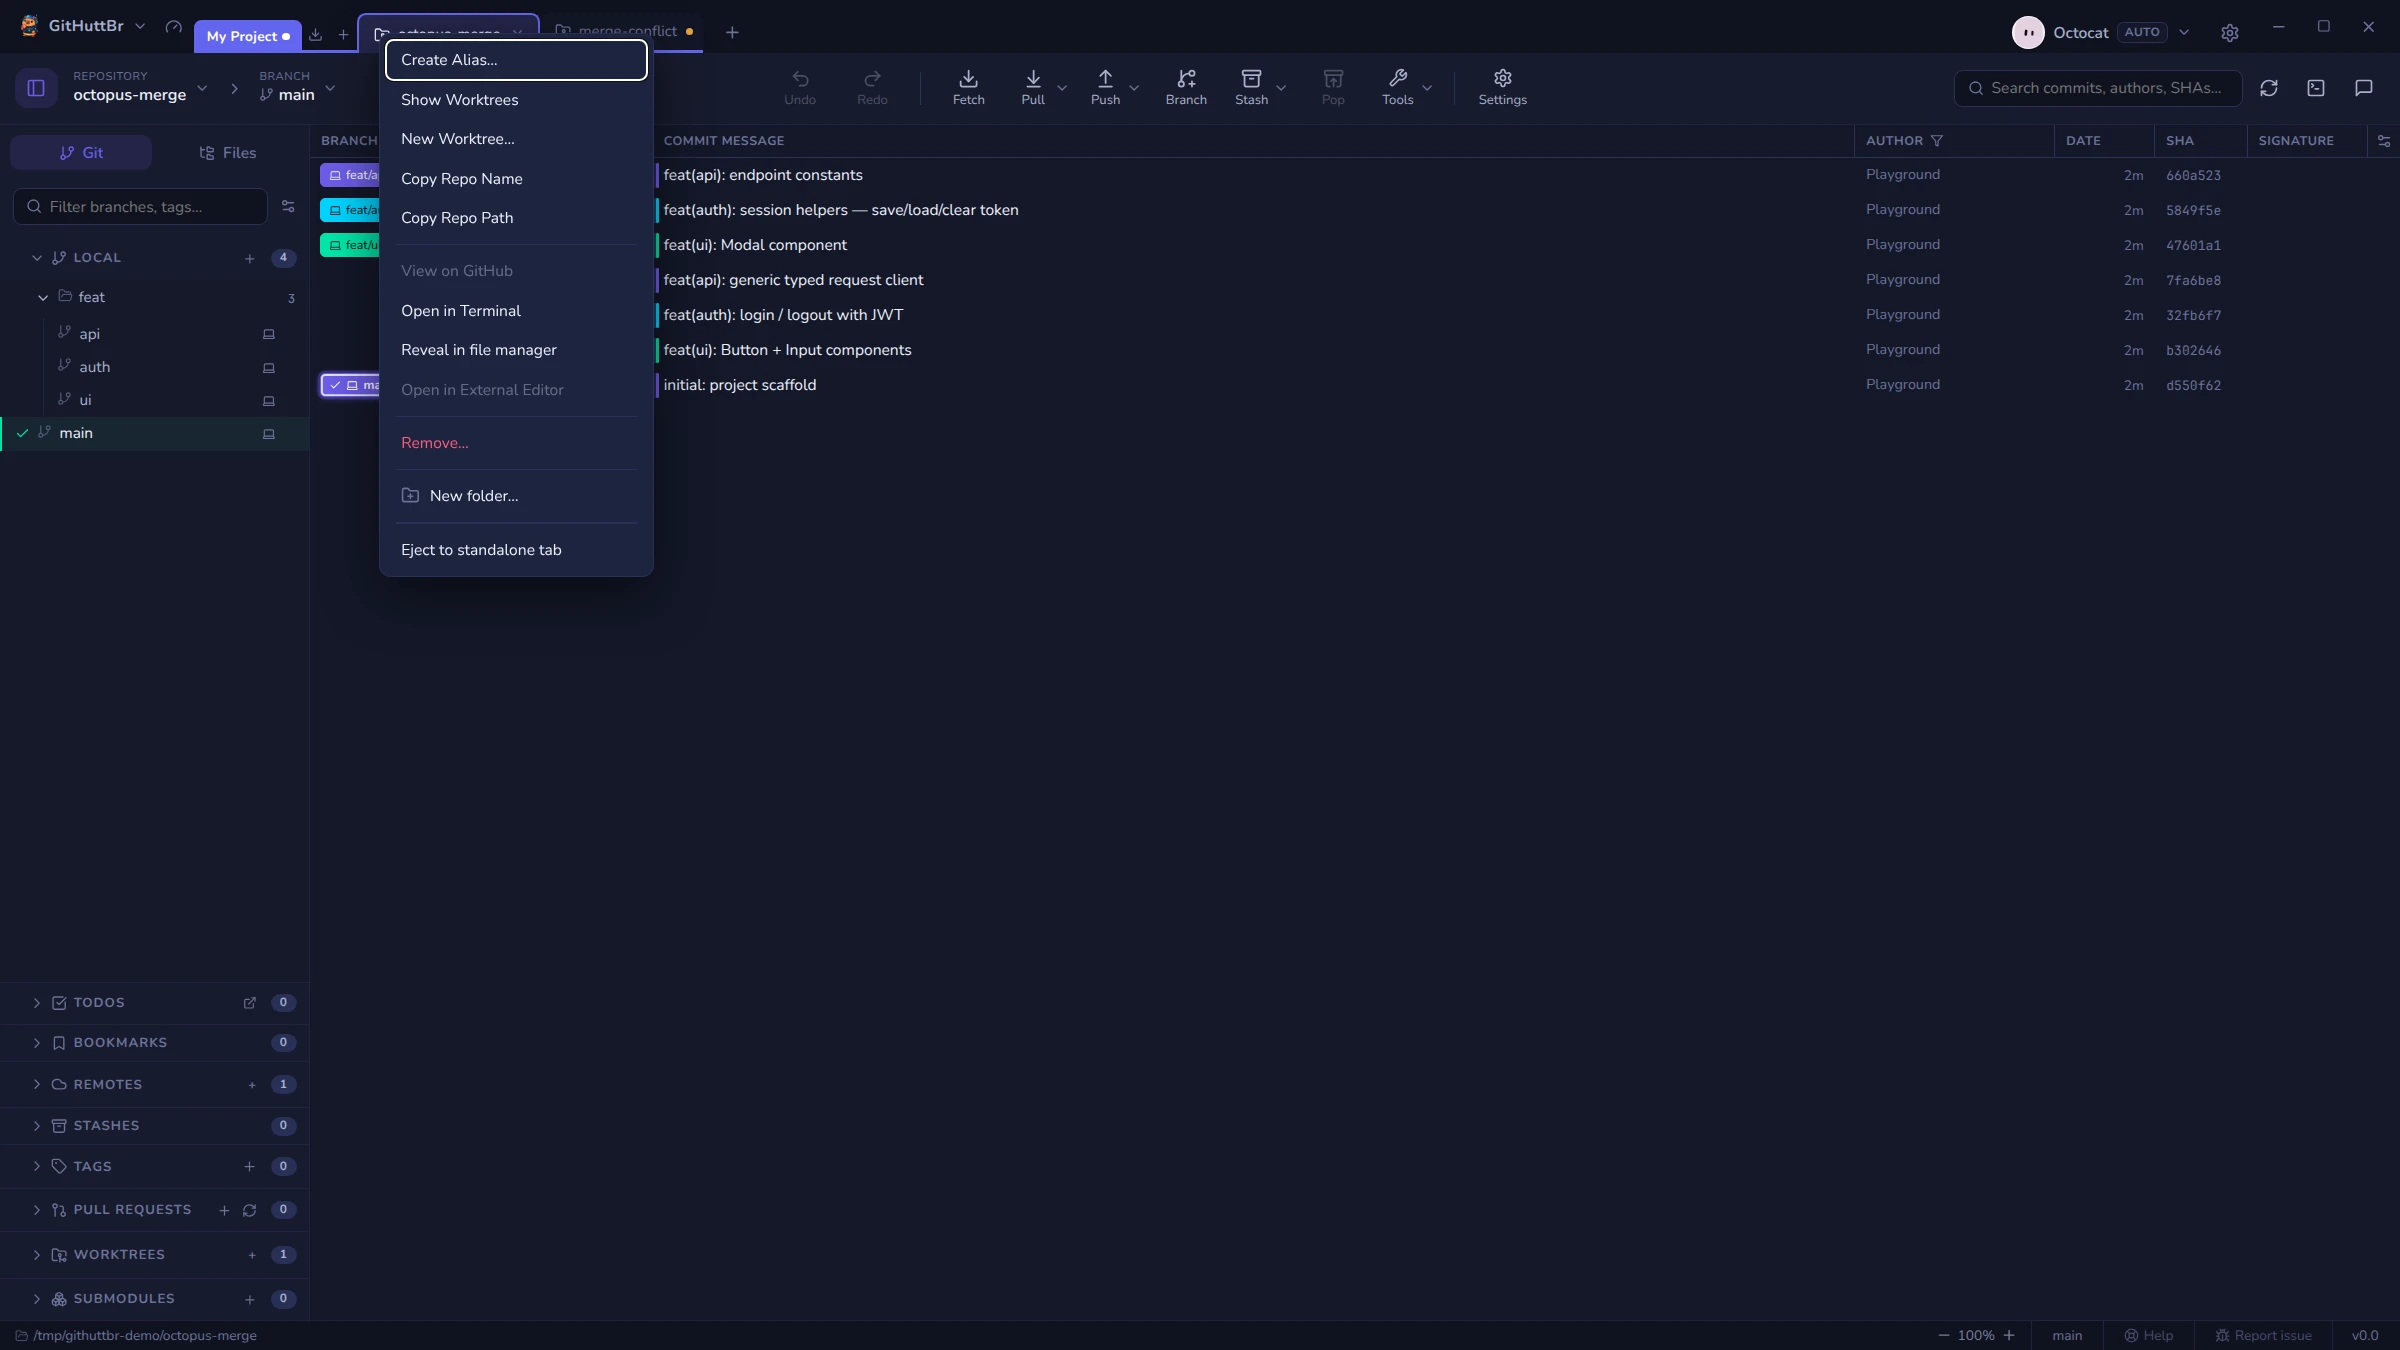 GitHuttBr
My Project
merge-conflict
Octocat
AUTO
REPOSITORY
octopus-merge
BRANCH
main
Undo
Redo
Fetch
Pull
Push
Branch
Stash
Pop
Tools
Settings
Search commits, authors, SHAs...
Git
Files
Filter branches, tags...
LOCAL
4
feat
3
api
auth
ui
main
TODOS
0
BOOKMARKS
0
REMOTES
1
STASHES
0
TAGS
0
PULL REQUESTS
0
WORKTREES
1
SUBMODULES
0
Create Alias...
Show Worktrees
New Worktree...
Copy Repo Name
Copy Repo Path
View on GitHub
Open in Terminal
Reveal in file manager
Open in External Editor
Remove...
New folder...
Eject to standalone tab
BRANCH
COMMIT MESSAGE
AUTHOR
DATE
SHA
SIGNATURE
feat(api): endpoint constants
Playground
2m
660a523
feat(auth): session helpers — save/load/clear token
Playground
2m
5849f5e
feat(ui): Modal component
Playground
2m
47601a1
feat(api): generic typed request client
Playground
2m
7fa6be8
feat(auth): login / logout with JWT
Playground
2m
32fb6f7
feat(ui): Button + Input components
Playground
2m
b302646
initial: project scaffold
Playground
2m
d550f62
/tmp/githuttbr-demo/octopus-merge
100%
main
Help
Report issue
v0.0